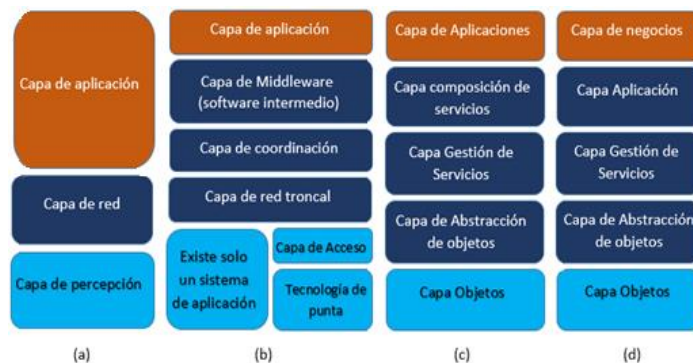 Capa de aplicación
Capa de red
Capa de percepción
(a)
Capa de aplicación
Capa de Middleware
(software intermedio)
Capa de coordinación
Capa de red troncal
Existe solo
un sistema
de aplicación
Capa de Acceso
Tecnología de
punta
(b)
Capa de Aplicaciones
Capa composición de
servicios
Capa Gestión de
Servicios
Capa de Abstracción
de objetos
Capa Objetos
(c)
Capa de negocios
Capa Aplicación
Capa Gestión de
Servicios
Capa de Abstracción
de objetos
Capa Objetos
(d)